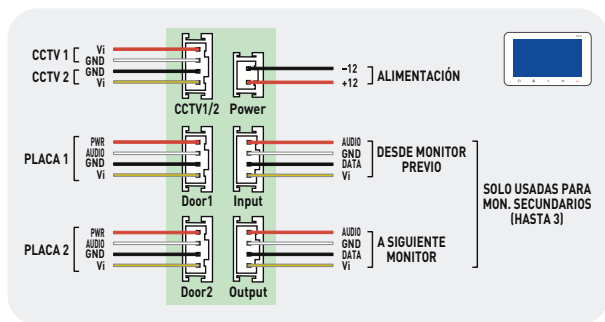 CCTV 1
Vi
GND
CCTV 2
GND
Vi
CCTV1/2
Power
–12
+12
ALIMENTACIÓN
PLACA 1
PWR
AUDIO
GND
Vi
Door1
Input
AUDIO
GND
DATA
Vi
DESDE MONITOR
PREVIO
PLACA 2
PWR
AUDIO
GND
Vi
Door2
Output
AUDIO
GND
DATA
Vi
A SIGUIENTE
MONITOR
SOLO USADAS PARA
MON. SECUNDARIOS
(HASTA 3)